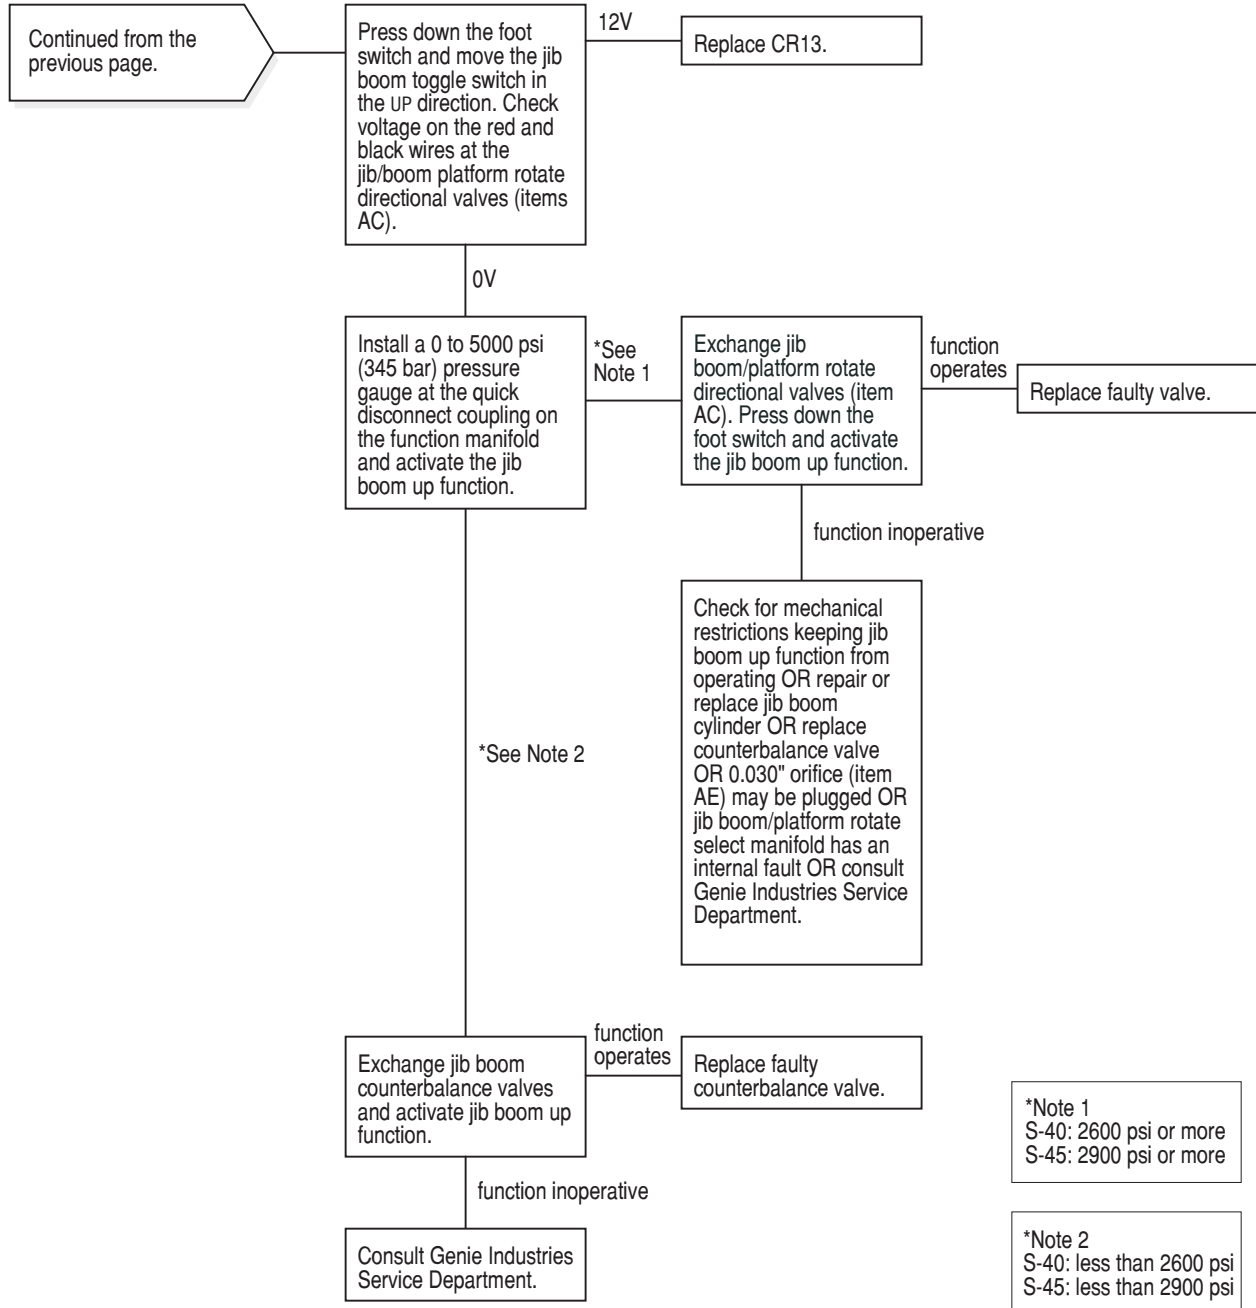 Continued from the
previous page.
Press down the foot
switch and move the jib
boom toggle switch in
the UP direction. Check
voltage on the red and
black wires at the
jib/boom platform rotate
directional valves (items
AC).
12V
Replace CR13.
0V
Install a 0 to 5000 psi
(345 bar) pressure
gauge at the quick
disconnect coupling on
the function manifold
and activate the jib
boom up function.
*See
Note 1
Exchange jib
boom/platform rotate
directional valves (item
AC). Press down the
foot switch and activate
the jib boom up function.
function
operates
Replace faulty valve.
function inoperative
Check for mechanical
restrictions keeping jib
boom up function from
operating OR repair or
replace jib boom
cylinder OR replace
counterbalance valve
OR 0.030" orifice (item
AE) may be plugged OR
jib boom/platform rotate
select manifold has an
internal fault OR consult
Genie Industries Service
Department.
*See Note 2
Exchange jib boom
counterbalance valves
and activate jib boom up
function.
function
operates
Replace faulty
counterbalance valve.
function inoperative
Consult Genie Industries
Service Department.
*Note 1
S-40: 2600 psi or more
S-45: 2900 psi or more
*Note 2
S-40: less than 2600 psi
S-45: less than 2900 psi